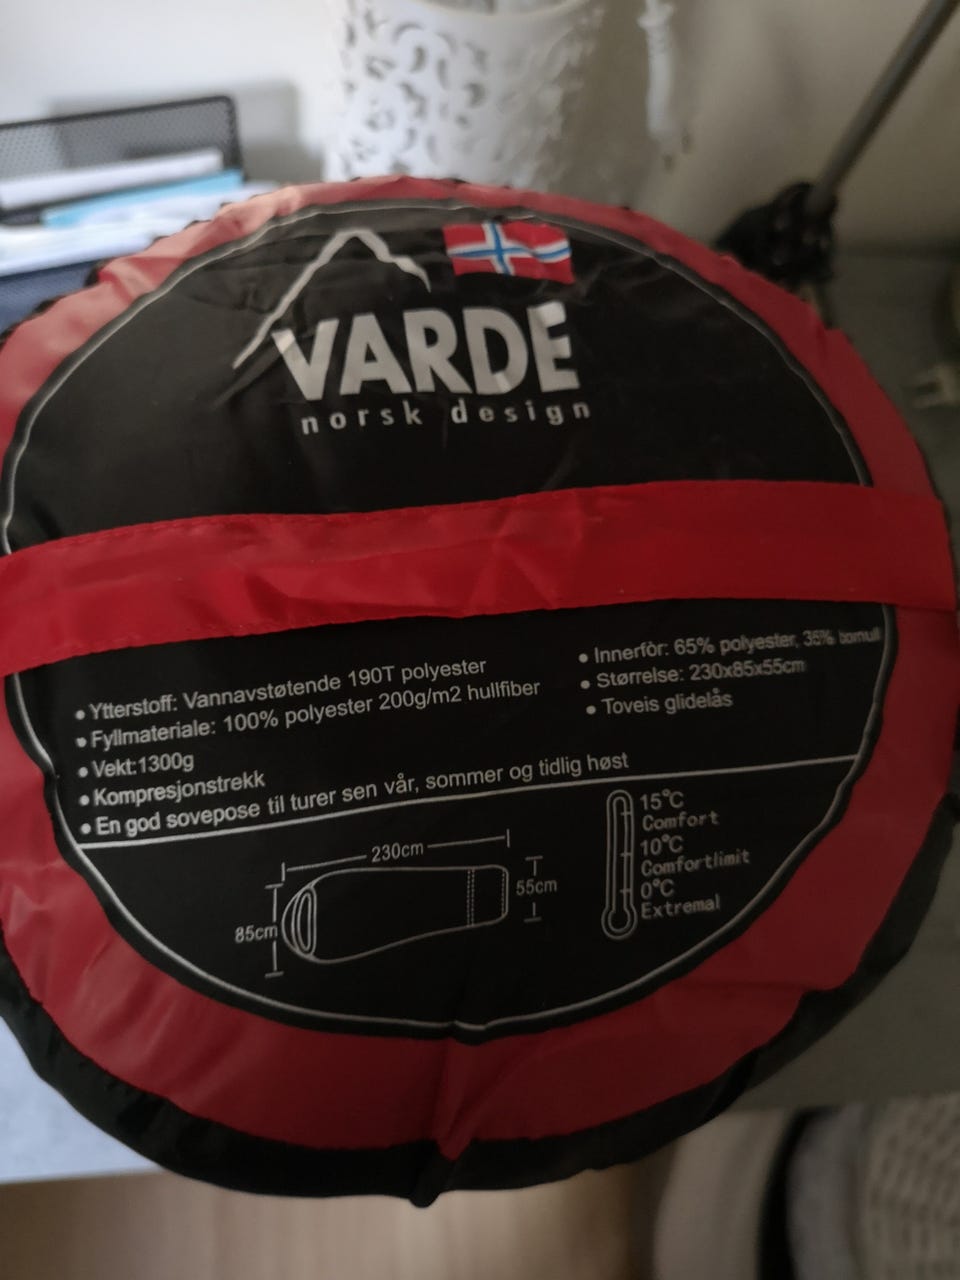 VARDE
norsk design
• Ytterstoff: Vannavstøtende 190T polyester
• Fyllmateriale: 100% polyester 200g/m2 hullfiber
• Vekt:1300g
• Kompresjonstrekk
• En god sovepose til turer sen vår, sommer og tidlig høst
• Innerfòr: 65% polyester, 35% bomull
• Størrelse: 230x85x55cm
• Toveis glidelås
230cm
55cm
85cm
15°C
Comfort
10°C
Comfortlimit
0°C
Extremal